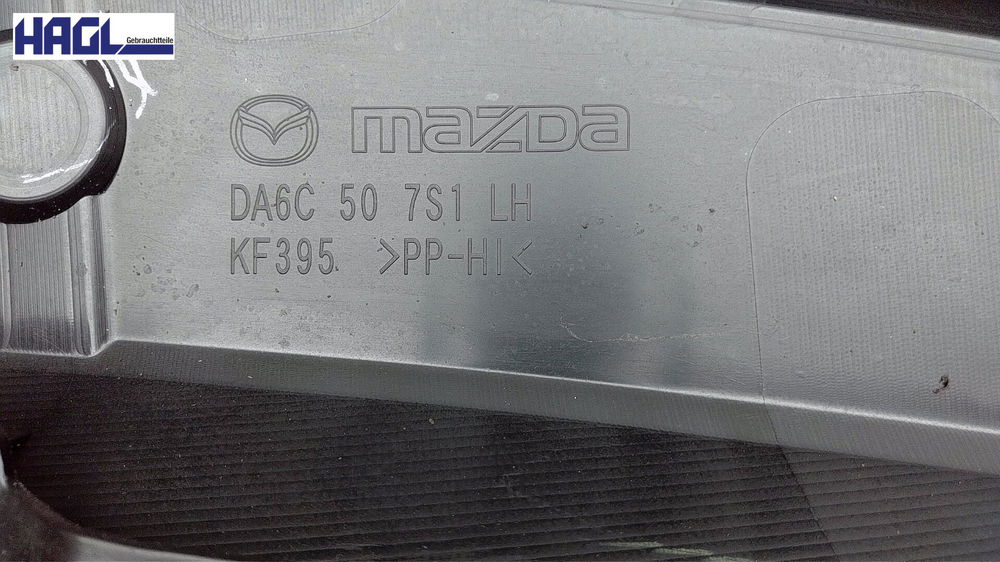 HAGL
Gebrauchtteile
mazda
DA6C 50 7S1 LH
KF395 >PP-HI<